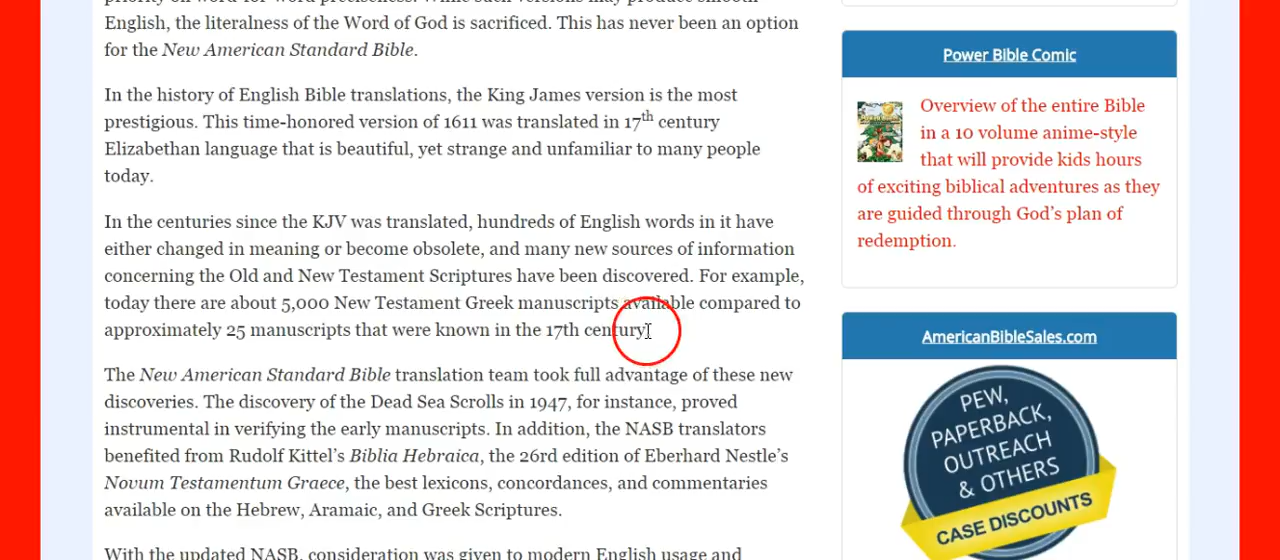 English, the literalness of the Word of God is sacrificed. This has never been an option
for the New American Standard Bible.
In the history of English Bible translations, the King James version is the most
prestigious. This time-honored version of 1611 was translated in 17th century
Elizabethan language that is beautiful, yet strange and unfamiliar to many people
today.
In the centuries since the KJV was translated, hundreds of English words in it have
either changed in meaning or become obsolete, and many new sources of information
concerning the Old and New Testament Scriptures have been discovered. For example,
today there are about 5,000 New Testament Greek manuscripts available compared to
approximately 25 manuscripts that were known in the 17th century.
The New American Standard Bible translation team took full advantage of these new
discoveries. The discovery of the Dead Sea Scrolls in 1947, for instance, proved
instrumental in verifying the early manuscripts. In addition, the NASB translators
benefited from Rudolf Kittel's Biblia Hebraica, the 26rd edition of Eberhard Nestle's
Novum Testamentum Graece, the best lexicons, concordances, and commentaries
available on the Hebrew, Aramaic, and Greek Scriptures.
With the updated NASB, consideration was given to modern English usage and
Power Bible Comic
Overview of the entire Bible
in a 10 volume anime-style
that will provide kids hours
of exciting biblical adventures as they
are guided through God's plan of
redemption.
AmericanBibleSales.com
PEW,
PAPERBACK,
OUTREACH
& OTHERS
CASE DISCOUNTS